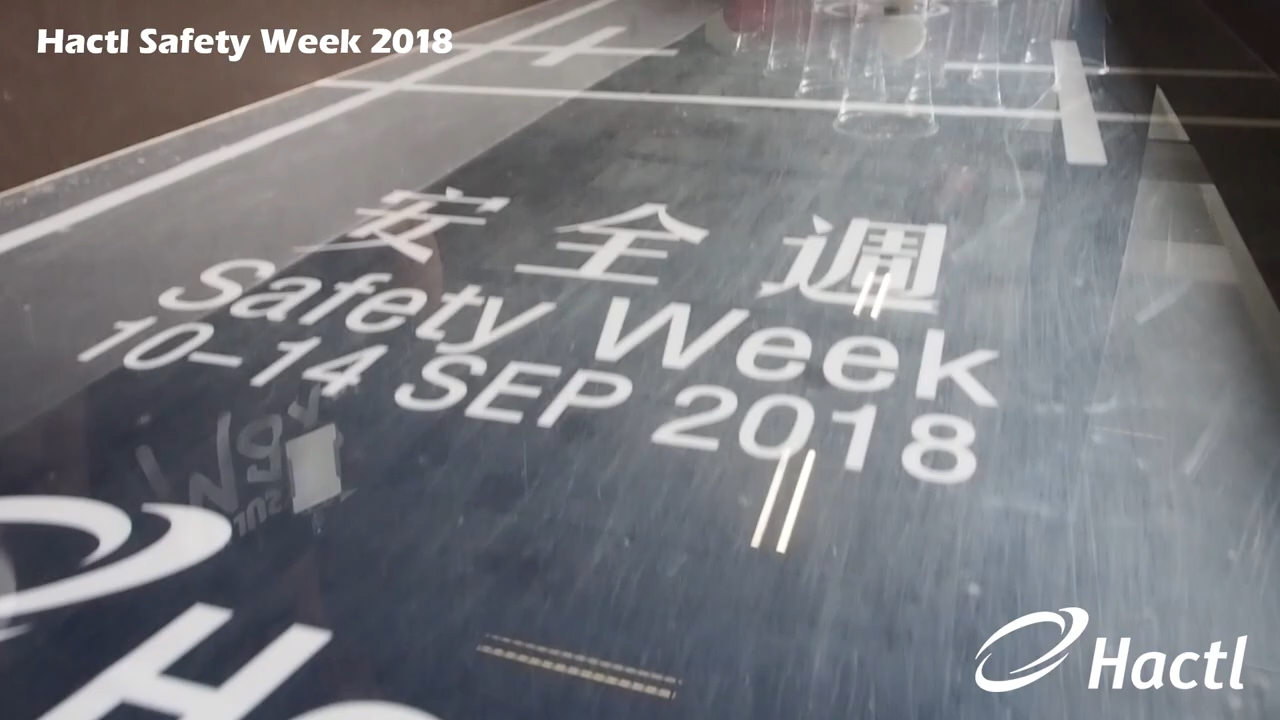 Hactl Safety Week 2018
安全週
Safety Week
10-14 SEP 2018
H
Hactl